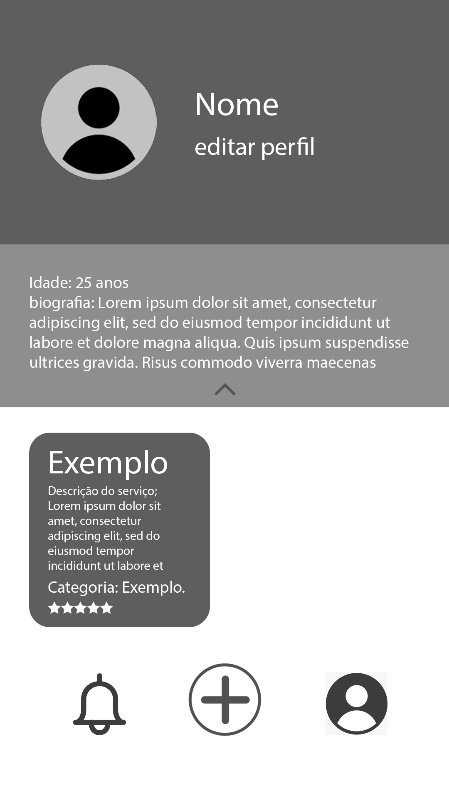 Nome
editar perfil
Idade: 25 anos
biografia: Lorem ipsum dolor sit amet, consectetur
adipiscing elit, sed do eiusmod tempor incididunt ut
labore et dolore magna aliqua. Quis ipsum suspendisse
ultrices gravida. Risus commodo viverra maecenas
Exemplo
Descrição do serviço;
Lorem ipsum dolor sit
amet, consectetur
adipiscing elit, sed do
eiusmod tempor
incididunt ut labore et
Categoria: Exemplo.